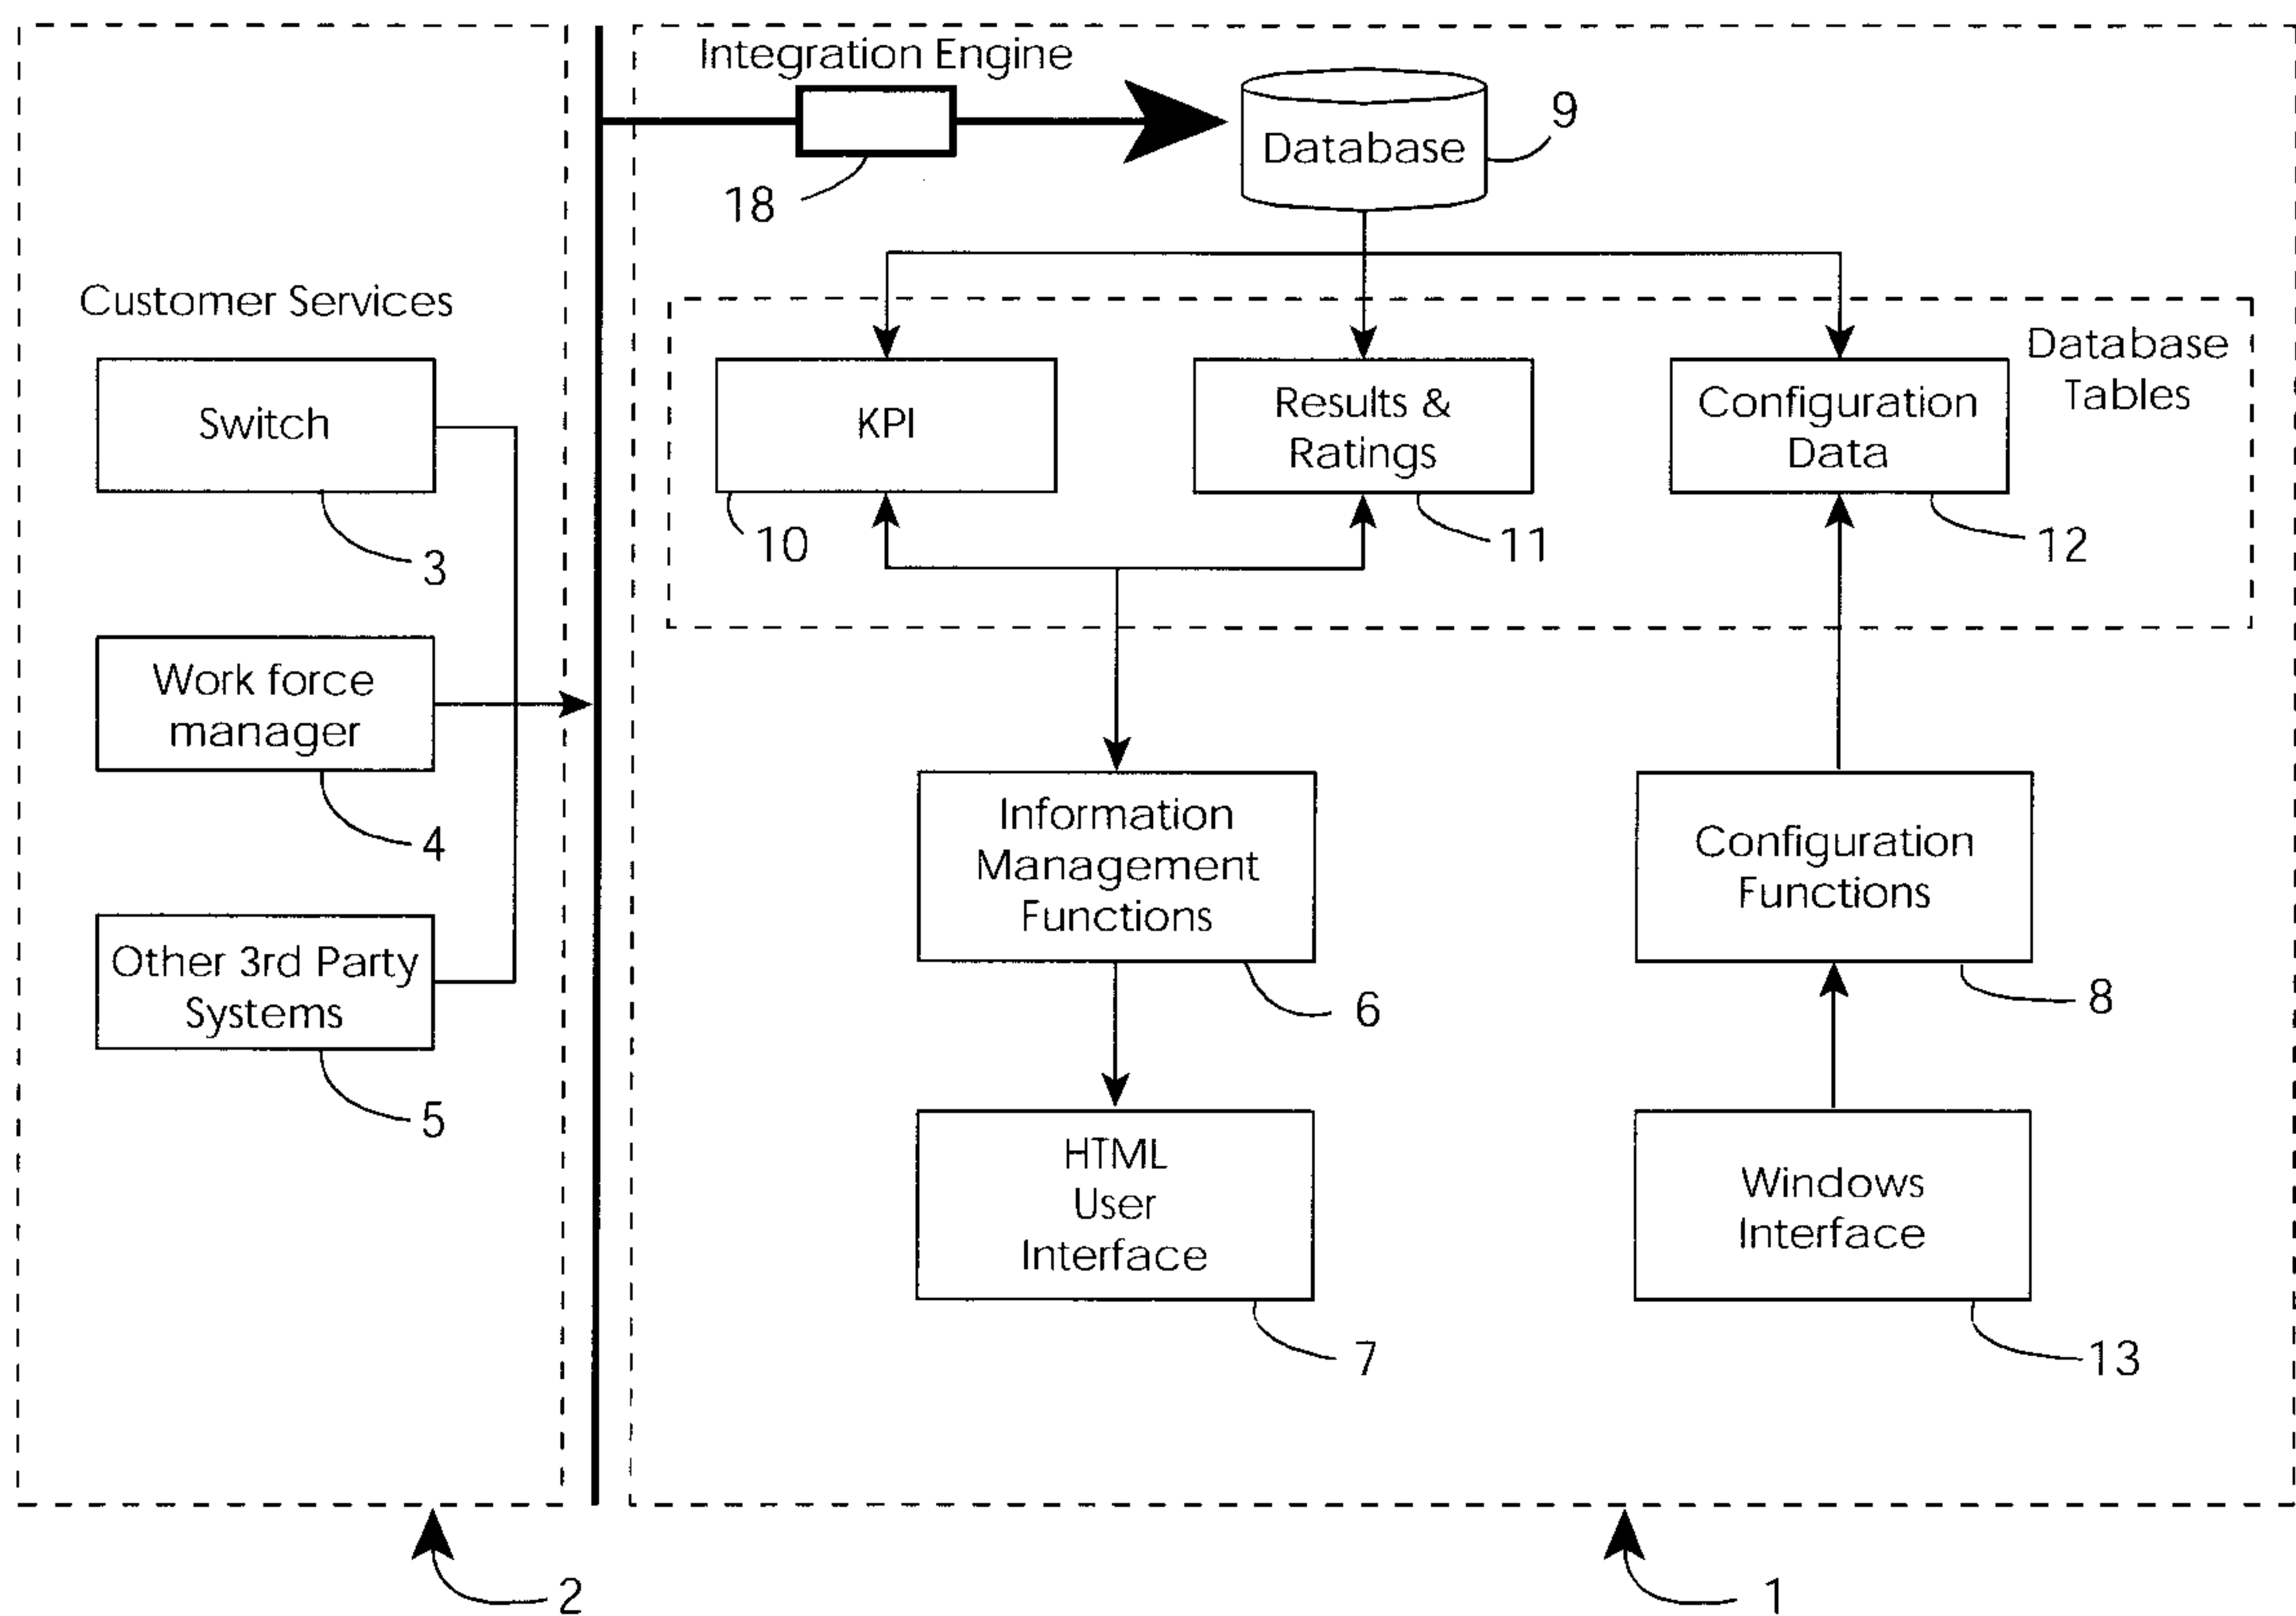 Integration Engine
Database
9
18
Customer Services
Database
Tables
Switch
KPI
Results &
Ratings
Configuration
Data
3
10
11
12
Work force
manager
4
Information
Management
Functions
Configuration
Functions
Other 3rd Party
Systems
6
8
5
HTML
User
Interface
Windows
Interface
7
13
2
1